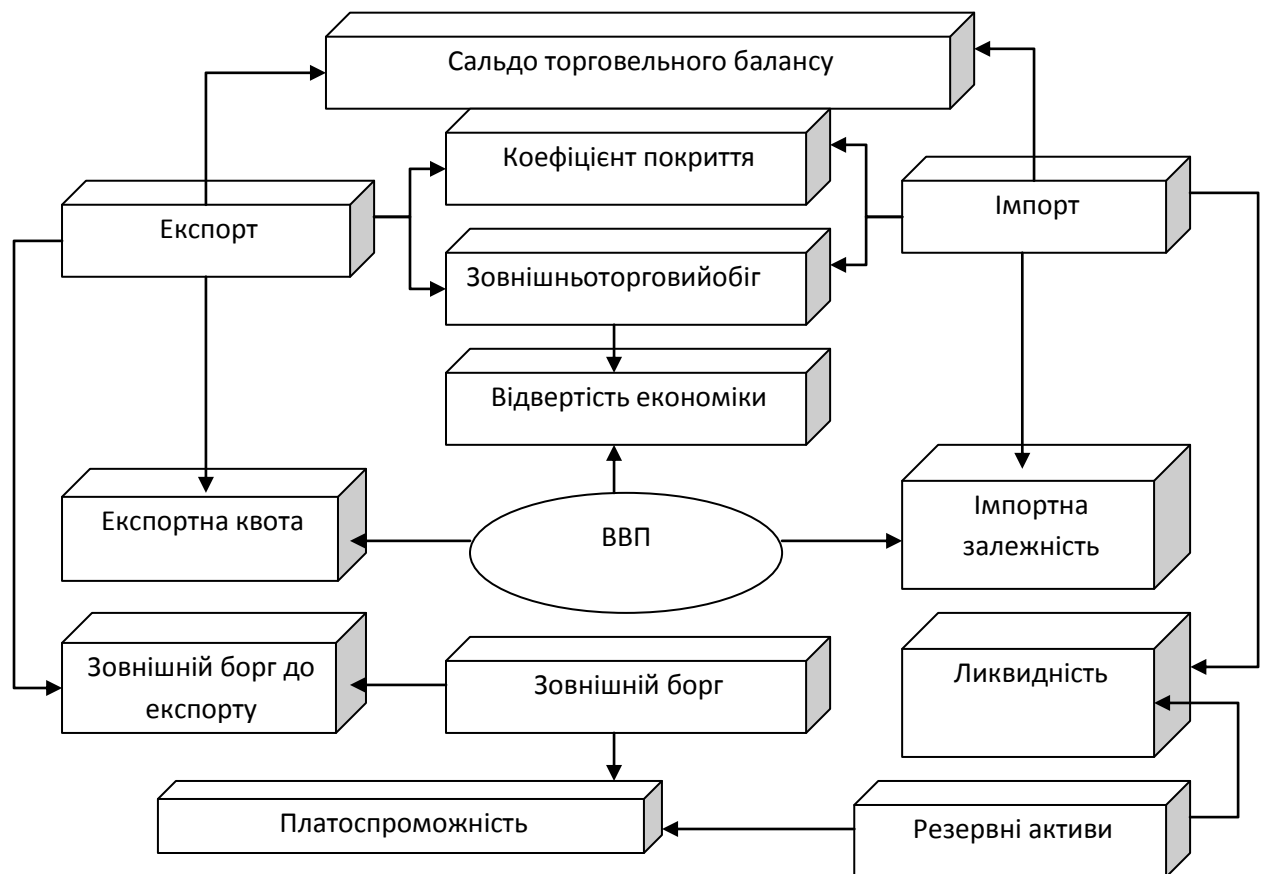 Сальдо торговельного балансу
Коефіцієнт покриття
Імпорт
Експорт
Зовнішньоторговийобіг
Відвертість економіки
Експортна квота
ВВП
Імпортна
залежність
Зовнішній борг до
експорту
Зовнішній борг
Ликвидність
Платоспроможність
Резервні активи